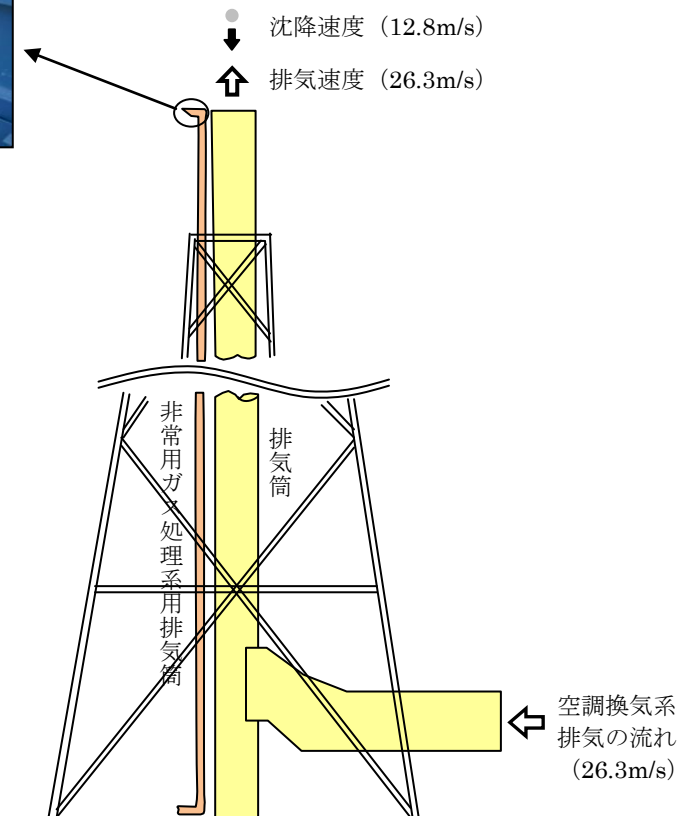 沈降速度（12.8m/s）
排気速度（26.3m/s）
非常用ガス処理系用排気筒
排気筒
空調換気系
排気の流れ
（26.3m/s）